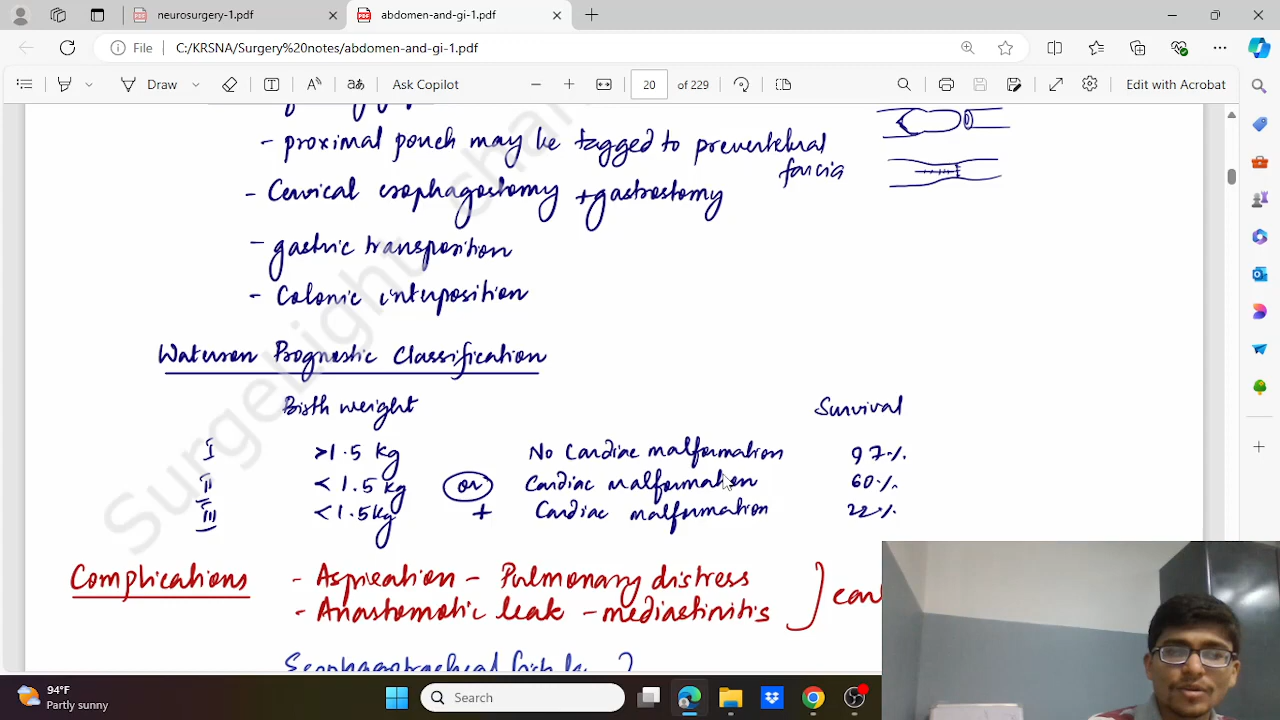 neurosurgery-1.pdf
abdomen-and-gi-1.pdf
File
C:/KRSNA/Surgery%20notes/abdomen-and-gi-1.pdf
Draw
Ask Copilot
20 of 229
Edit with Acrobat
- proximal pouch may be tagged to prevertebral fascia
- Cervical esophagostomy + gastrostomy
- gastric transposition
- Colonic interposition
Waterson Prognostic Classification
Birth weight Survival
I >1.5 kg No Cardiac malformation 97%
II < 1.5 kg or Cardiac malformation 60%
III < 1.5kg + Cardiac malformation 22%
Complications - Aspiration - Pulmonary distress
- Anastomotic leak - mediastinitis
SurgeLight
94°F
Partly sunny
Search